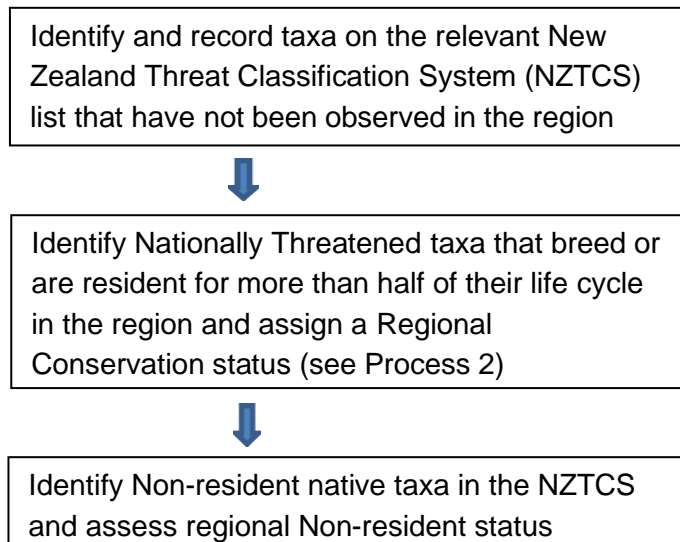 Identify and record taxa on the relevant New
Zealand Threat Classification System (NZTCS)
list that have not been observed in the region
Identify Nationally Threatened taxa that breed or
are resident for more than half of their life cycle
in the region and assign a Regional
Conservation status (see Process 2)
Identify Non-resident native taxa in the NZTCS
and assess regional Non-resident status